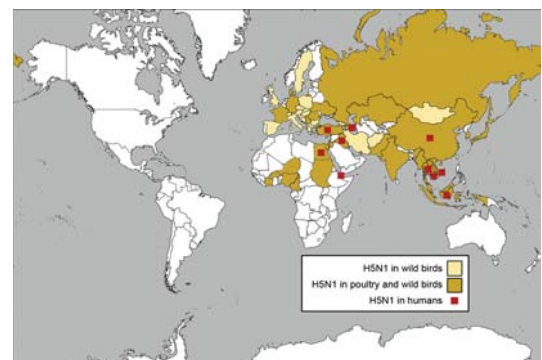 H5N1 in wild birds
H5N1 in poultry and wild birds
H5N1 in humans